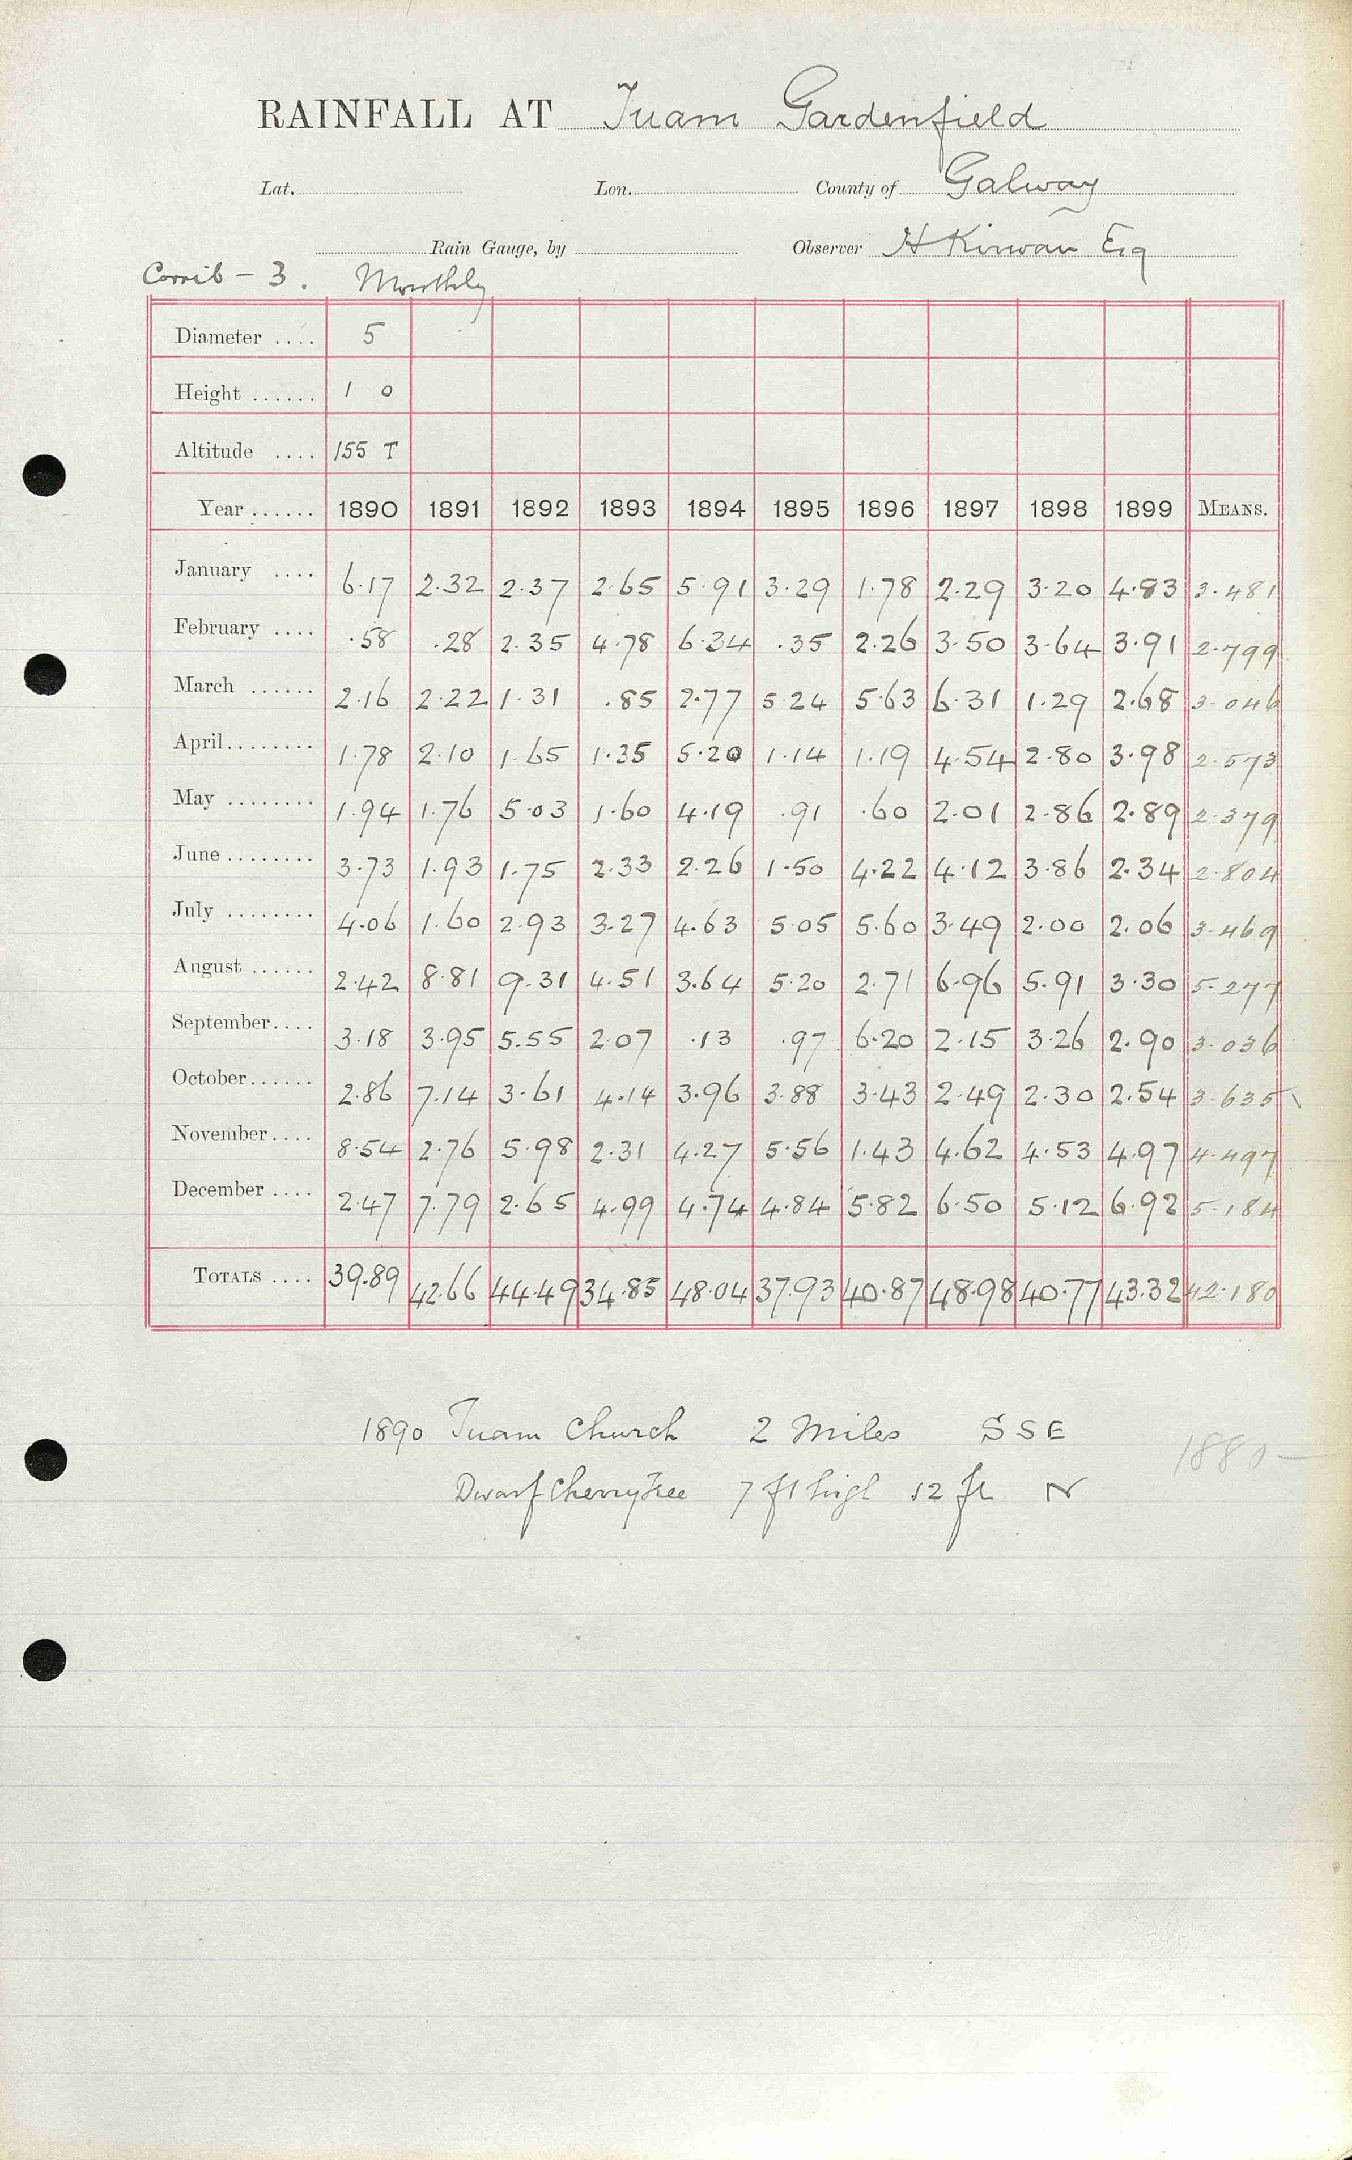 RAINFALL AT Tuam Gardenfield
Lat. Lon. County of Galway
Rain Gauge, by Observer H Kirwan Esq
Corrib - 3. Monthly
Diameter .... 5
Height ...... 1 0
Altitude .... 155 T
Year ...... 1890 1891 1892 1893 1894 1895 1896 1897 1898 1899 MEANS.
January .... 6.17 2.32 2.37 2.65 5.91 3.29 1.78 2.29 3.20 4.83 3.481
February .... .58 .28 2.35 4.78 6.34 .35 2.26 3.50 3.64 3.91 2.799
March ...... 2.16 2.22 1.31 .85 2.77 5.24 5.63 6.31 1.29 2.68 3.046
April ........ 1.78 2.10 1.65 1.35 5.20 1.14 1.19 4.54 2.80 3.98 2.573
May ........ 1.94 1.76 5.03 1.60 4.19 .91 .60 2.01 2.86 2.89 2.379
June ........ 3.73 1.93 1.75 2.33 2.26 1.50 4.22 4.12 3.86 2.34 2.804
July ........ 4.06 1.60 2.93 3.27 4.63 5.05 5.60 3.49 2.00 2.06 3.469
August ...... 2.42 8.81 9.31 4.51 3.64 5.20 2.71 6.96 5.91 3.30 5.277
September .... 3.18 3.95 5.55 2.07 .13 .97 6.20 2.15 3.26 2.90 3.036
October ...... 2.86 7.14 3.61 4.14 3.96 3.88 3.43 2.49 2.30 2.54 3.635
November .... 8.54 2.76 5.98 2.31 4.27 5.56 1.43 4.62 4.53 4.97 4.497
December .... 2.47 7.79 2.65 4.99 4.74 4.84 5.82 6.50 5.12 6.92 5.184
TOTALS .... 39.89 42.66 44.49 34.85 48.04 37.93 40.87 48.98 40.77 43.32 42.180
1890 Tuam Church 2 Miles SSE
1880 -
Dwarf Cherry Tree 7 ft high 12 ft N